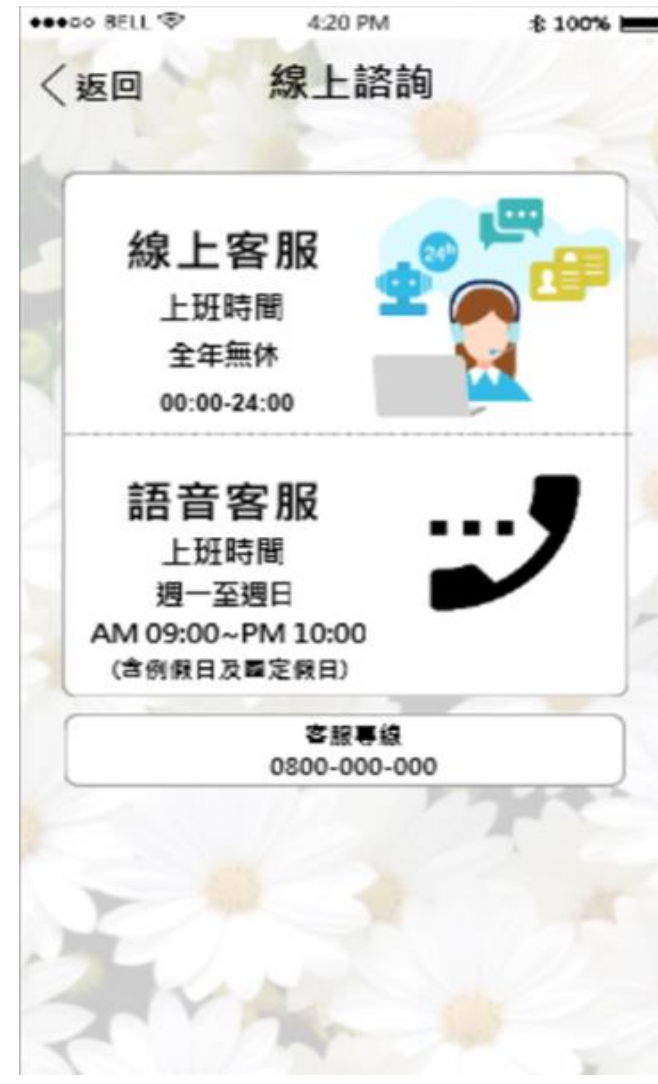 BELL 4:20 PM 100%
返回 線上諮詢
線上客服
上班時間
全年無休
00:00-24:00
24h
語音客服
上班時間
週一至週日
AM 09:00~PM 10:00
(含例假日及國定假日)
客服專線
0800-000-000